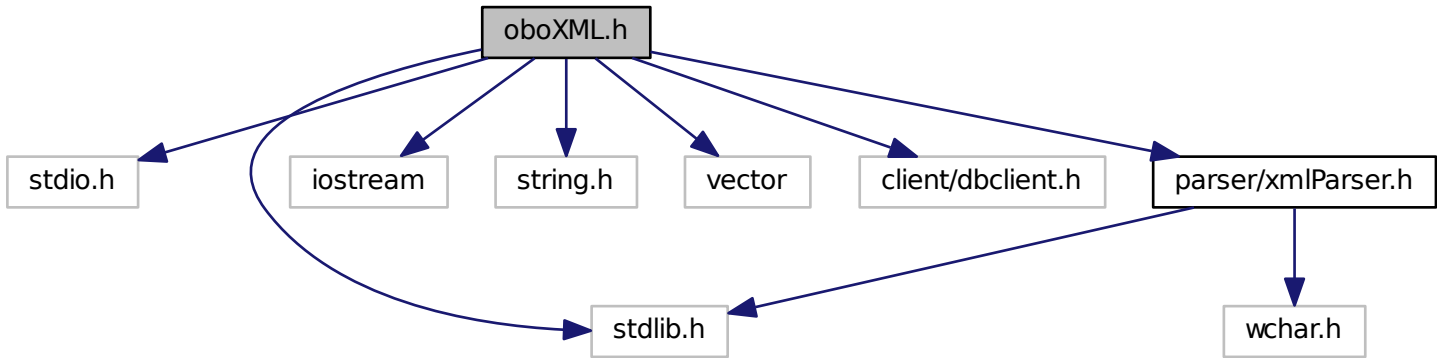 oboXML.h
stdio.h
iostream
string.h
vector
client/dbclient.h
parser/xmlParser.h
stdlib.h
wchar.h